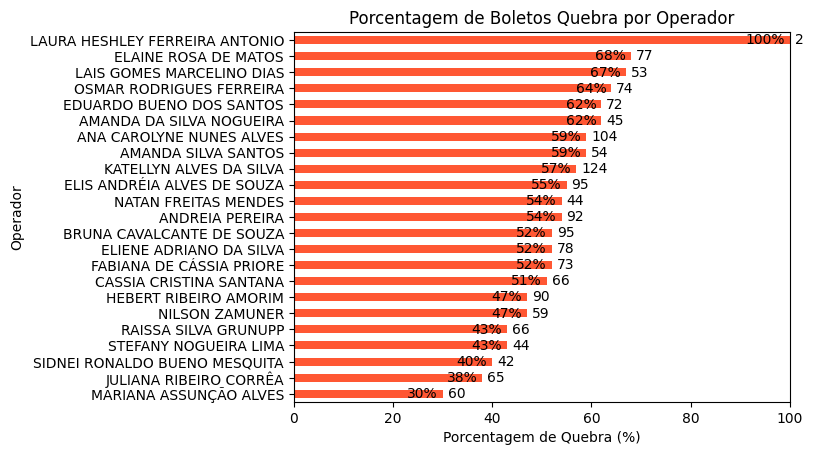 Porcentagem de Boletos Quebra por Operador
LAURA HESHLEY FERREIRA ANTONIO 100% 2
ELAINE ROSA DE MATOS 68% 77
LAIS GOMES MARCELINO DIAS 67% 53
OSMAR RODRIGUES FERREIRA 64% 74
EDUARDO BUENO DOS SANTOS 62% 72
AMANDA DA SILVA NOGUEIRA 62% 45
ANA CAROLYNE NUNES ALVES 59% 104
AMANDA SILVA SANTOS 59% 54
KATELLYN ALVES DA SILVA 57% 124
ELIS ANDRÉIA ALVES DE SOUZA 55% 95
NATAN FREITAS MENDES 54% 44
ANDREIA PEREIRA 54% 92
BRUNA CAVALCANTE DE SOUZA 52% 95
ELIENE ADRIANO DA SILVA 52% 78
FABIANA DE CÁSSIA PRIORE 52% 73
CASSIA CRISTINA SANTANA 51% 66
HEBERT RIBEIRO AMORIM 47% 90
NILSON ZAMUNER 47% 59
RAISSA SILVA GRUNUPP 43% 66
STEFANY NOGUEIRA LIMA 43% 44
SIDNEI RONALDO BUENO MESQUITA 40% 42
JULIANA RIBEIRO CORRÊA 38% 65
MARIANA ASSUNÇÃO ALVES 30% 60
Operador
0 20 40 60 80 100
Porcentagem de Quebra (%)